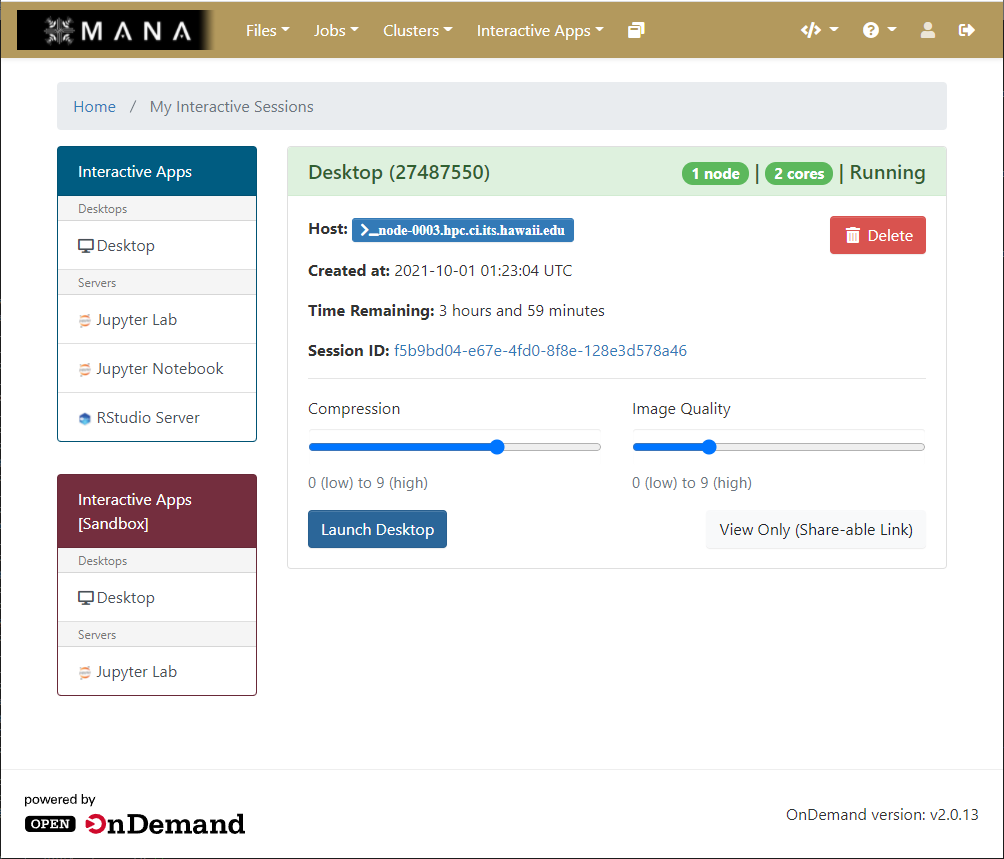 MANA Files Jobs Clusters Interactive Apps
Home / My Interactive Sessions
Interactive Apps
Desktops
Desktop
Servers
Jupyter Lab
Jupyter Notebook
RStudio Server
Interactive Apps
[Sandbox]
Desktops
Desktop
Servers
Jupyter Lab
Desktop (27487550) 1 node | 2 cores | Running
Host: >_node-0003.hpc.ci.its.hawaii.edu Delete
Created at: 2021-10-01 01:23:04 UTC
Time Remaining: 3 hours and 59 minutes
Session ID: f5b9bd04-e67e-4fd0-8f8e-128e3d578a46
Compression Image Quality
0 (low) to 9 (high) 0 (low) to 9 (high)
Launch Desktop View Only (Share-able Link)
powered by
OPEN OnDemand
OnDemand version: v2.0.13